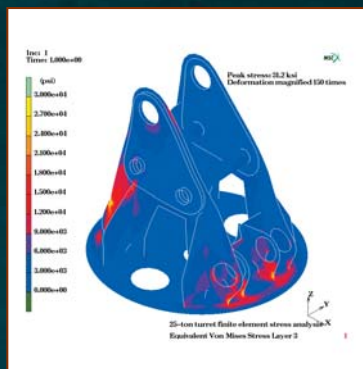 Inc: 1
Time: 1.000e+00
Peak stress: 31.2 ksi
Deformation magnified 150 times
(psi)
3.000e+04
2.700e+04
2.400e+04
2.100e+04
1.800e+04
1.500e+04
1.200e+04
9.000e+03
6.000e+03
3.000e+03
0.000e+00
Z
Y
X
25-ton turret finite element stress analysis
Equivalent Von Mises Stress Layer 3
1